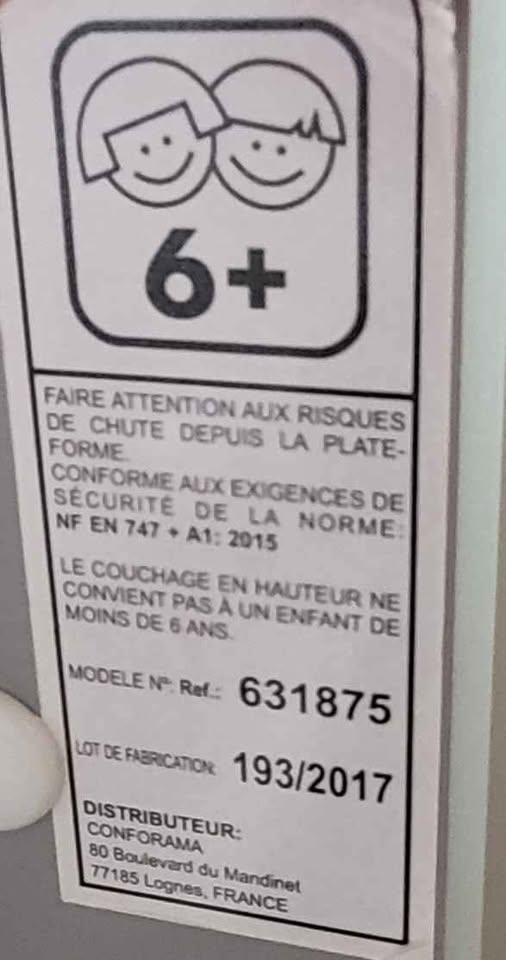 6+
FAIRE ATTENTION AUX RISQUES
DE CHUTE DEPUIS LA PLATE-
FORME.
CONFORME AUX EXIGENCES DE
SÉCURITÉ DE LA NORME:
NF EN 747 + A1: 2015
LE COUCHAGE EN HAUTEUR NE
CONVIENT PAS À UN ENFANT DE
MOINS DE 6 ANS.
MODELE Nº: Ref.: 631875
LOT DE FABRICATION: 193/2017
DISTRIBUTEUR:
CONFORAMA
80 Boulevard du Mandinet
77185 Lognes, FRANCE